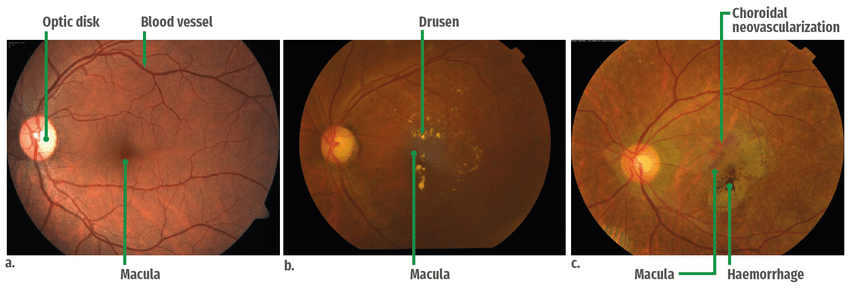 Optic disk
Blood vessel
Drusen
Choroidal
neovascularization
a.
Macula
b.
Macula
c.
Macula
Haemorrhage